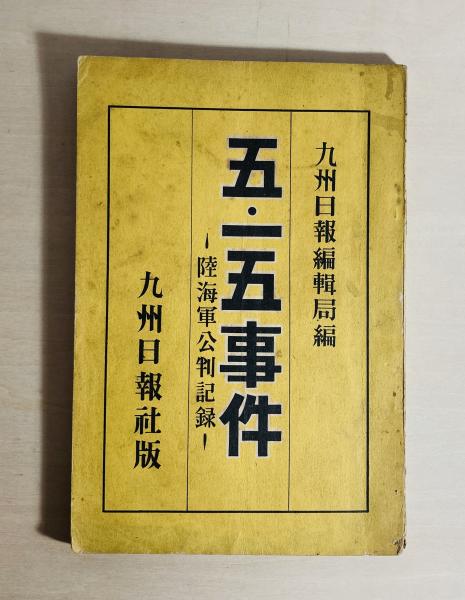 九州日報編輯局編
五・一五事件
―陸海軍公判記録―
九州日報社版